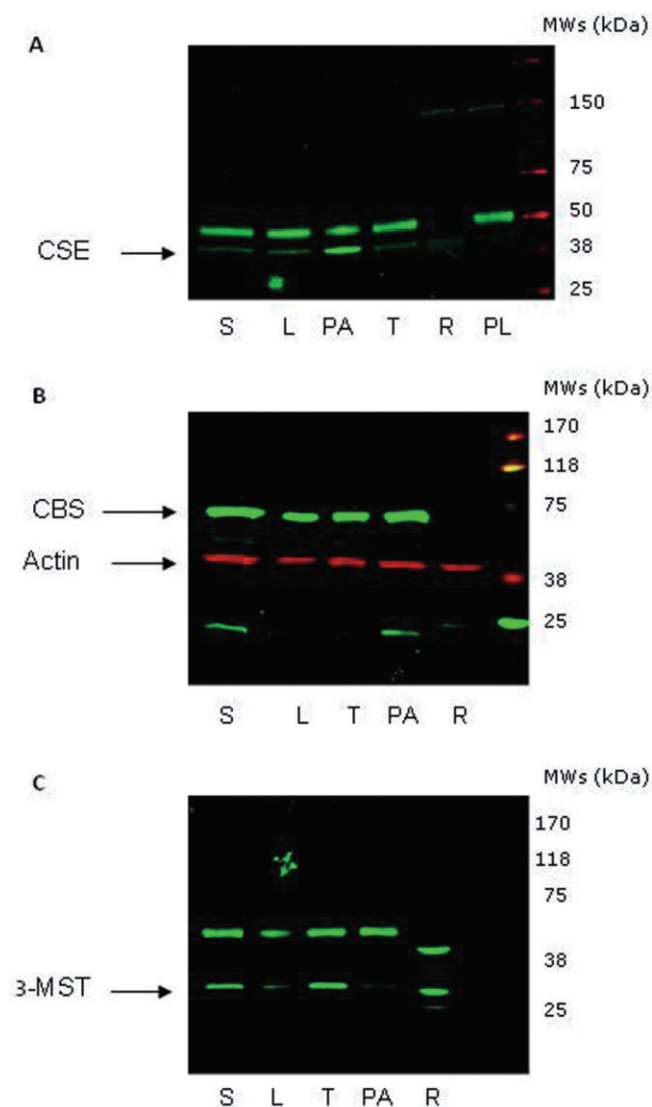 A
MWs (kDa)
150
75
50
CSE
38
25
S L PA T R PL
B
MWs (kDa)
170
118
CBS
75
Actin
38
25
S L T PA R
C
MWs (kDa)
170
118
75
38
3-MST
25
S L T PA R